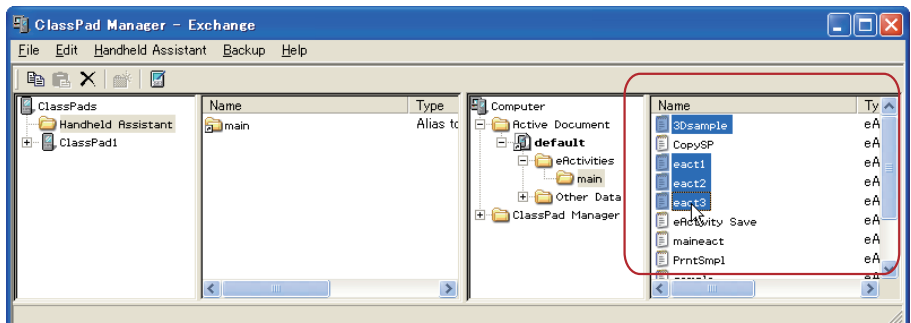 ClassPad Manager - Exchange
File Edit Handheld Assistant Backup Help
ClassPads
Handheld Assistant
ClassPad1
Name Type
main Alias to
Computer
Active Document
default
eActivities
main
Other Data
ClassPad Manager
Name Ty
3Dsample eA
CopySP eA
eact1 eA
eact2 eA
eact3 eA
eActivity Save eA
maineact eA
PrntSmpl eA